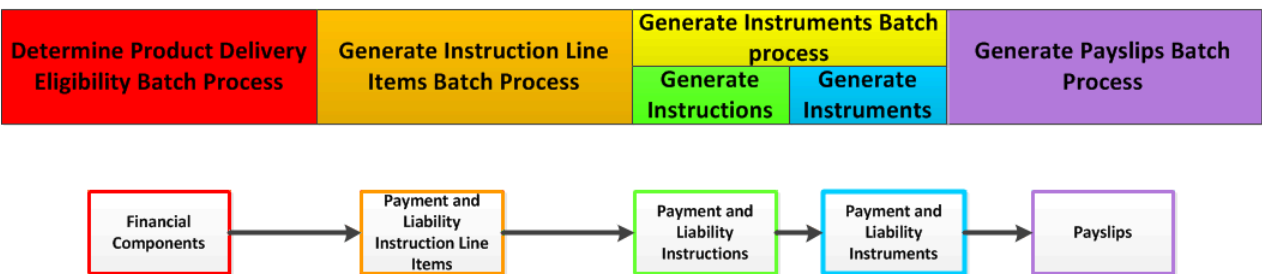 Determine Product Delivery
Eligibility Batch Process
Generate Instruction Line
Items Batch Process
Generate Instruments Batch
process
Generate
Instructions
Generate
Instruments
Generate Payslips Batch
Process
Financial
Components
Payment and
Liability
Instruction Line
Items
Payment and
Liability
Instructions
Payment and
Liability
Instruments
Payslips